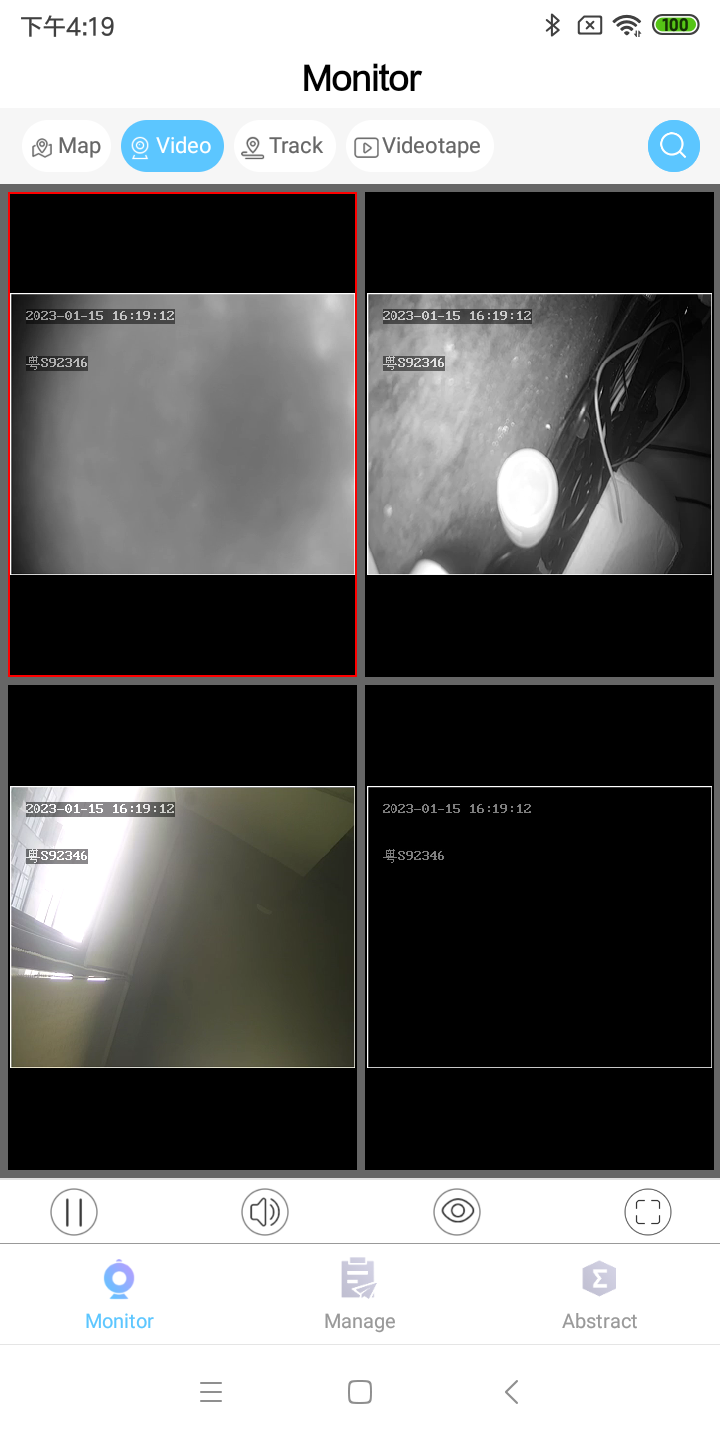 下午4:19
100
Monitor
Map Video Track Videotape
2023-01-15 16:19:12
粤S92346
2023-01-15 16:19:12
粤S92346
2023-01-15 16:19:12
粤S92346
2023-01-15 16:19:12
粤S92346
Monitor Manage Abstract